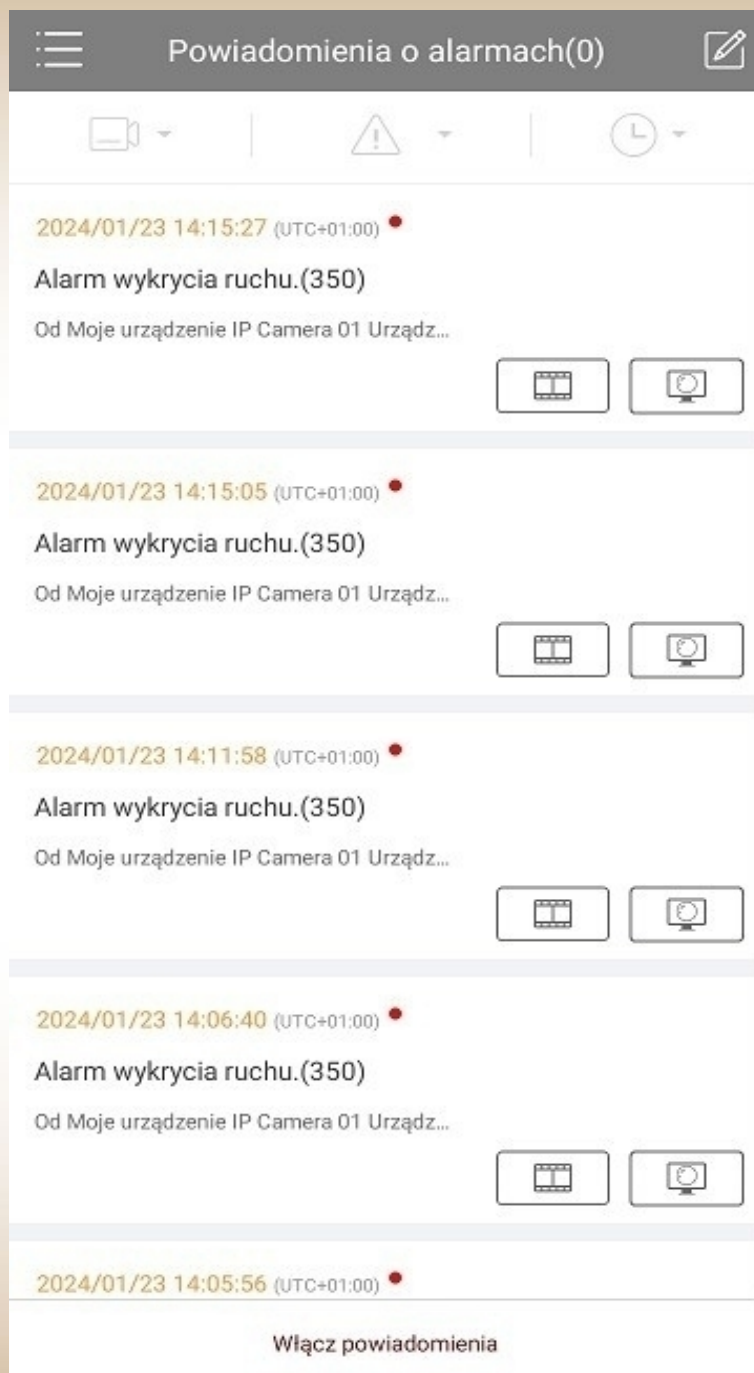 Powiadomienia o alarmach(0)
2024/01/23 14:15:27 (UTC+01:00)
Alarm wykrycia ruchu.(350)
Od Moje urządzenie IP Camera 01 Urządz...
2024/01/23 14:15:05 (UTC+01:00)
Alarm wykrycia ruchu.(350)
Od Moje urządzenie IP Camera 01 Urządz...
2024/01/23 14:11:58 (UTC+01:00)
Alarm wykrycia ruchu.(350)
Od Moje urządzenie IP Camera 01 Urządz...
2024/01/23 14:06:40 (UTC+01:00)
Alarm wykrycia ruchu.(350)
Od Moje urządzenie IP Camera 01 Urządz...
2024/01/23 14:05:56 (UTC+01:00)
Włącz powiadomienia